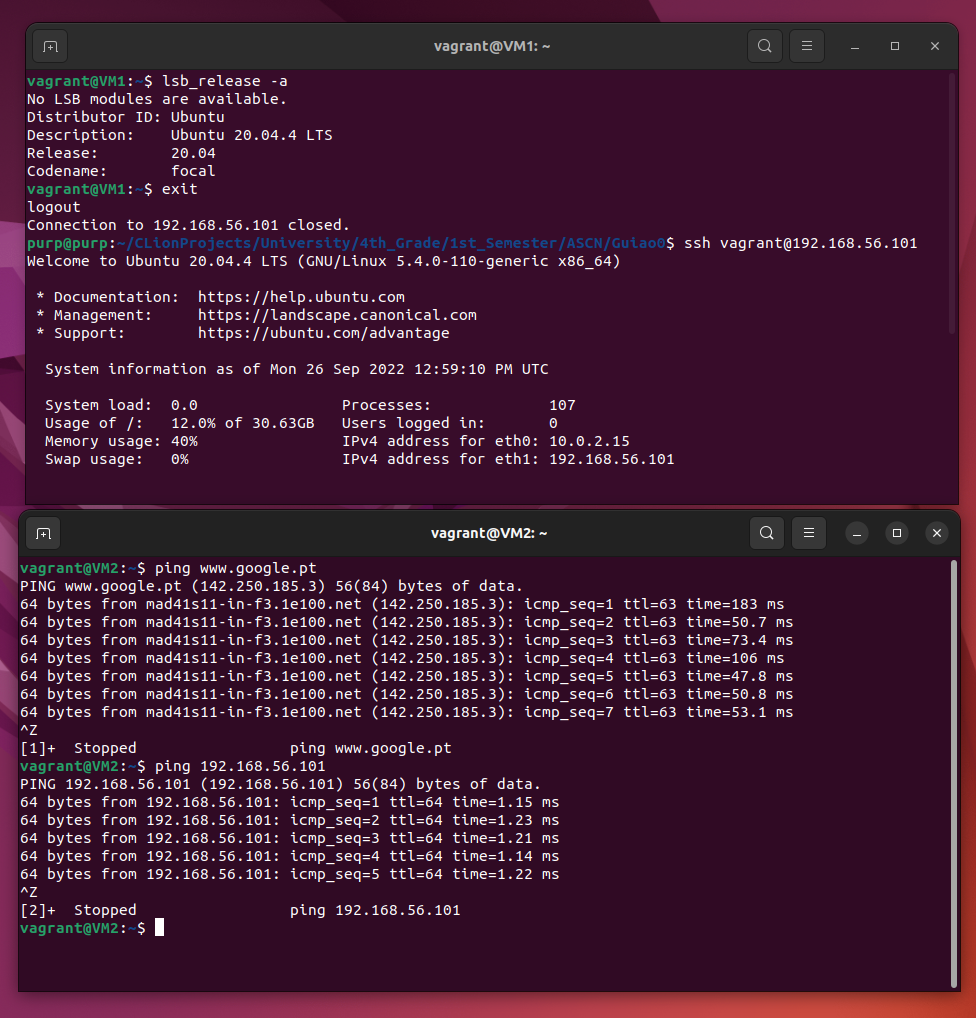 vagrant@VM1: ~
vagrant@VM1:~$ lsb_release -a
No LSB modules are available.
Distributor ID: Ubuntu
Description:    Ubuntu 20.04.4 LTS
Release:        20.04
Codename:       focal
vagrant@VM1:~$ exit
logout
Connection to 192.168.56.101 closed.
purp@purp:~/CLionProjects/University/4th_Grade/1st_Semester/ASCN/Guiao0$ ssh vagrant@192.168.56.101
Welcome to Ubuntu 20.04.4 LTS (GNU/Linux 5.4.0-110-generic x86_64)
 * Documentation:  https://help.ubuntu.com
 * Management:     https://landscape.canonical.com
 * Support:        https://ubuntu.com/advantage
  System information as of Mon 26 Sep 2022 12:59:10 PM UTC
  System load:  0.0                Processes:             107
  Usage of /:   12.0% of 30.63GB   Users logged in:       0
  Memory usage: 40%                IPv4 address for eth0: 10.0.2.15
  Swap usage:   0%                 IPv4 address for eth1: 192.168.56.101
vagrant@VM2: ~
vagrant@VM2:~$ ping www.google.pt
PING www.google.pt (142.250.185.3) 56(84) bytes of data.
64 bytes from mad41s11-in-f3.1e100.net (142.250.185.3): icmp_seq=1 ttl=63 time=183 ms
64 bytes from mad41s11-in-f3.1e100.net (142.250.185.3): icmp_seq=2 ttl=63 time=50.7 ms
64 bytes from mad41s11-in-f3.1e100.net (142.250.185.3): icmp_seq=3 ttl=63 time=73.4 ms
64 bytes from mad41s11-in-f3.1e100.net (142.250.185.3): icmp_seq=4 ttl=63 time=106 ms
64 bytes from mad41s11-in-f3.1e100.net (142.250.185.3): icmp_seq=5 ttl=63 time=47.8 ms
64 bytes from mad41s11-in-f3.1e100.net (142.250.185.3): icmp_seq=6 ttl=63 time=50.8 ms
64 bytes from mad41s11-in-f3.1e100.net (142.250.185.3): icmp_seq=7 ttl=63 time=53.1 ms
^Z
[1]+  Stopped                 ping www.google.pt
vagrant@VM2:~$ ping 192.168.56.101
PING 192.168.56.101 (192.168.56.101) 56(84) bytes of data.
64 bytes from 192.168.56.101: icmp_seq=1 ttl=64 time=1.15 ms
64 bytes from 192.168.56.101: icmp_seq=2 ttl=64 time=1.23 ms
64 bytes from 192.168.56.101: icmp_seq=3 ttl=64 time=1.21 ms
64 bytes from 192.168.56.101: icmp_seq=4 ttl=64 time=1.14 ms
64 bytes from 192.168.56.101: icmp_seq=5 ttl=64 time=1.22 ms
^Z
[2]+  Stopped                 ping 192.168.56.101
vagrant@VM2:~$